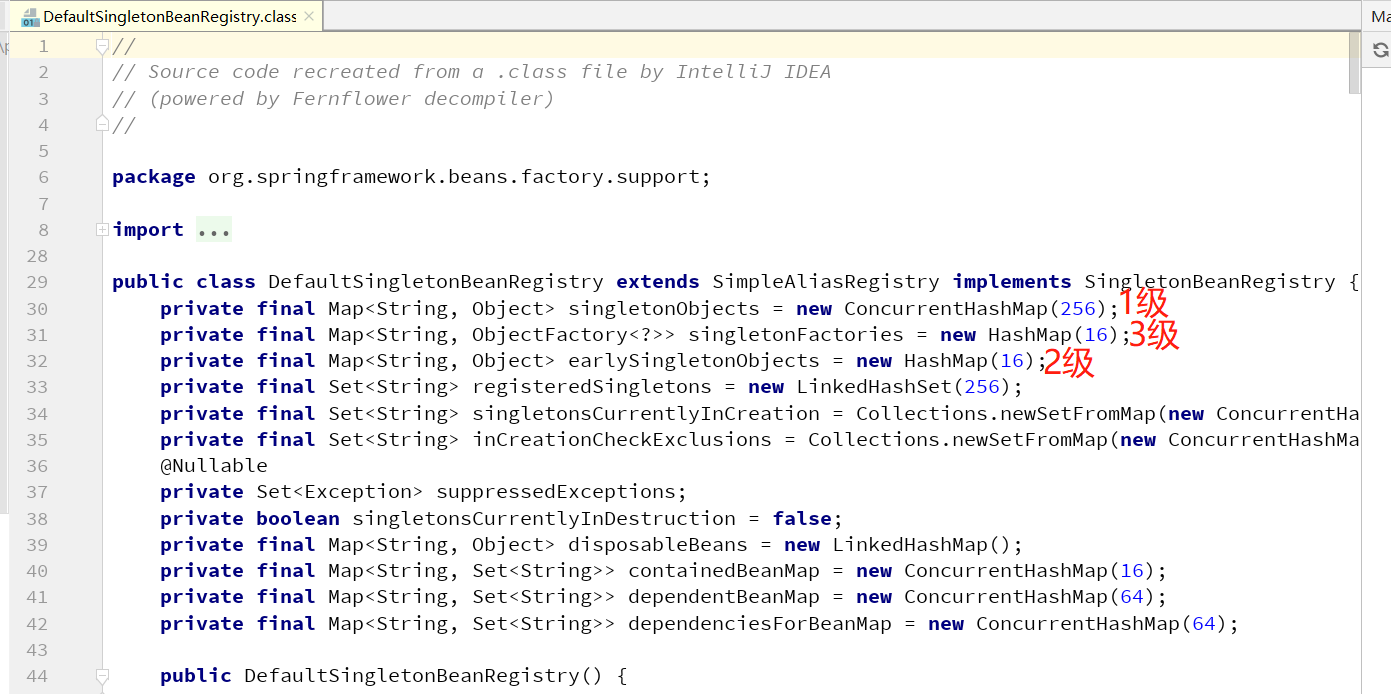 DefaultSingletonBeanRegistry.class
Ma
1 //
2 // Source code recreated from a .class file by IntelliJ IDEA
3 // (powered by Fernflower decompiler)
4 //
5
6 package org.springframework.beans.factory.support;
7
8 import ...
28
29 public class DefaultSingletonBeanRegistry extends SimpleAliasRegistry implements SingletonBeanRegistry {
30 private final Map<String, Object> singletonObjects = new ConcurrentHashMap(256); 1级
31 private final Map<String, ObjectFactory<?>> singletonFactories = new HashMap(16); 3级
32 private final Map<String, Object> earlySingletonObjects = new HashMap(16); 2级
33 private final Set<String> registeredSingletons = new LinkedHashSet(256);
34 private final Set<String> singletonsCurrentlyInCreation = Collections.newSetFromMap(new ConcurrentHa
35 private final Set<String> inCreationCheckExclusions = Collections.newSetFromMap(new ConcurrentHashMa
36 @Nullable
37 private Set<Exception> suppressedExceptions;
38 private boolean singletonsCurrentlyInDestruction = false;
39 private final Map<String, Object> disposableBeans = new LinkedHashMap();
40 private final Map<String, Set<String>> containedBeanMap = new ConcurrentHashMap(16);
41 private final Map<String, Set<String>> dependentBeanMap = new ConcurrentHashMap(64);
42 private final Map<String, Set<String>> dependenciesForBeanMap = new ConcurrentHashMap(64);
43
44 public DefaultSingletonBeanRegistry() {